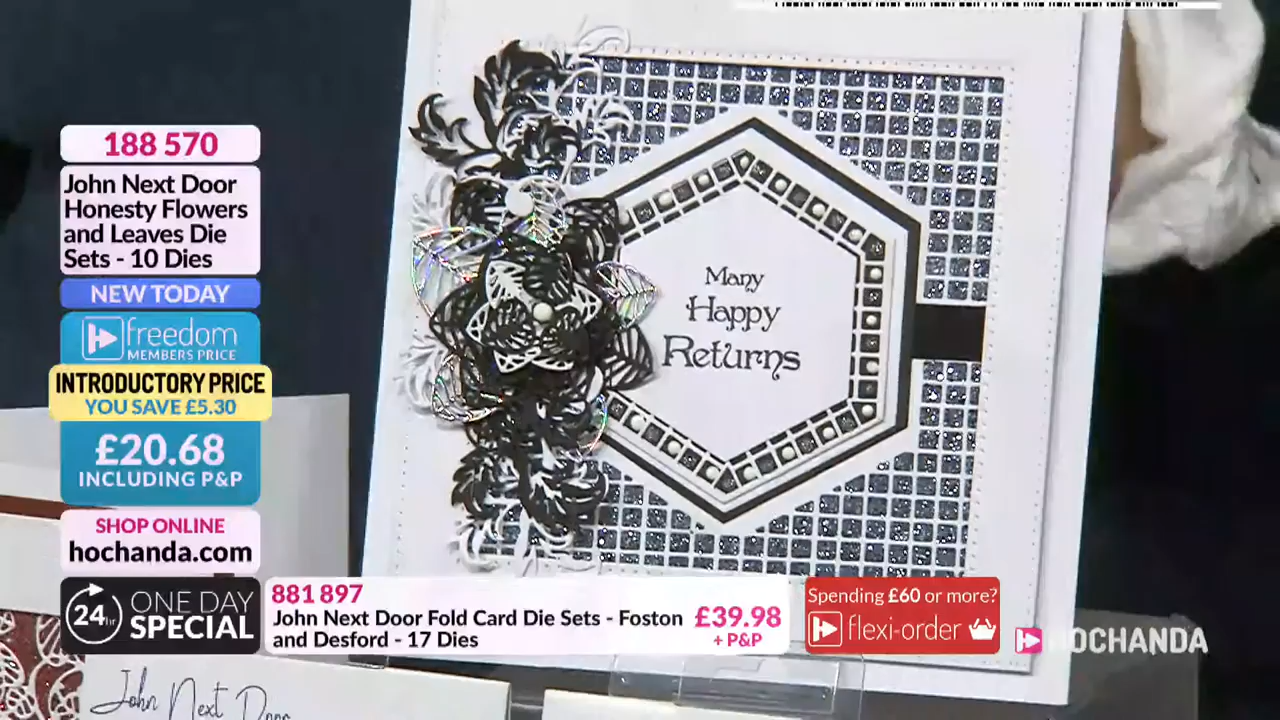 188 570
John Next Door
Honesty Flowers
and Leaves Die
Sets - 10 Dies
NEW TODAY
freedom
MEMBERS PRICE
INTRODUCTORY PRICE
YOU SAVE £5.30
£20.68
INCLUDING P&P
SHOP ONLINE
hochanda.com
24hr
ONE DAY
SPECIAL
881 897
John Next Door Fold Card Die Sets - Foston
and Desford - 17 Dies
£39.98
+ P&P
Spending £60 or more?
flexi-order
HOCHANDA
Many
Happy
Returns
John Next Door